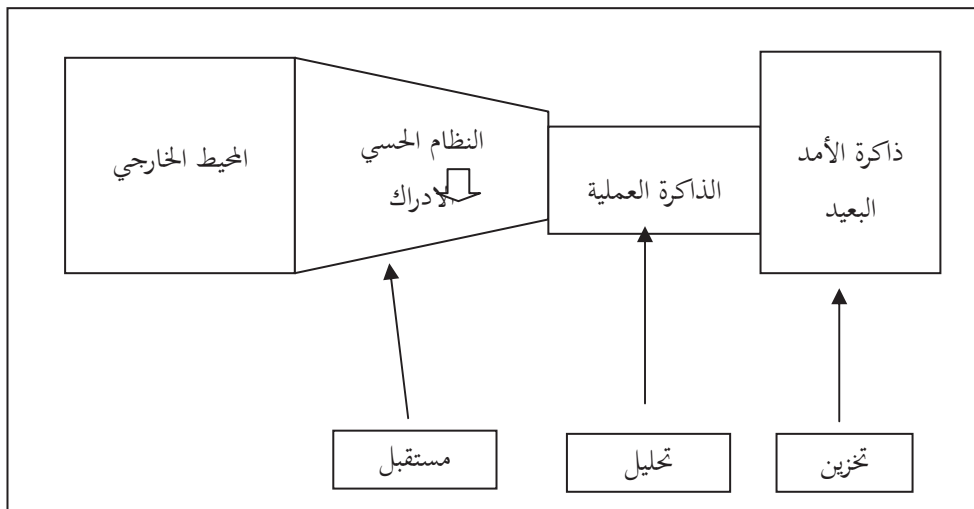 المحيط الخارجي
النظام الحسي
الادراك
الذاكرة العملية
ذاكرة الأمد
البعيد
مستقبل
تحليل
تخزين